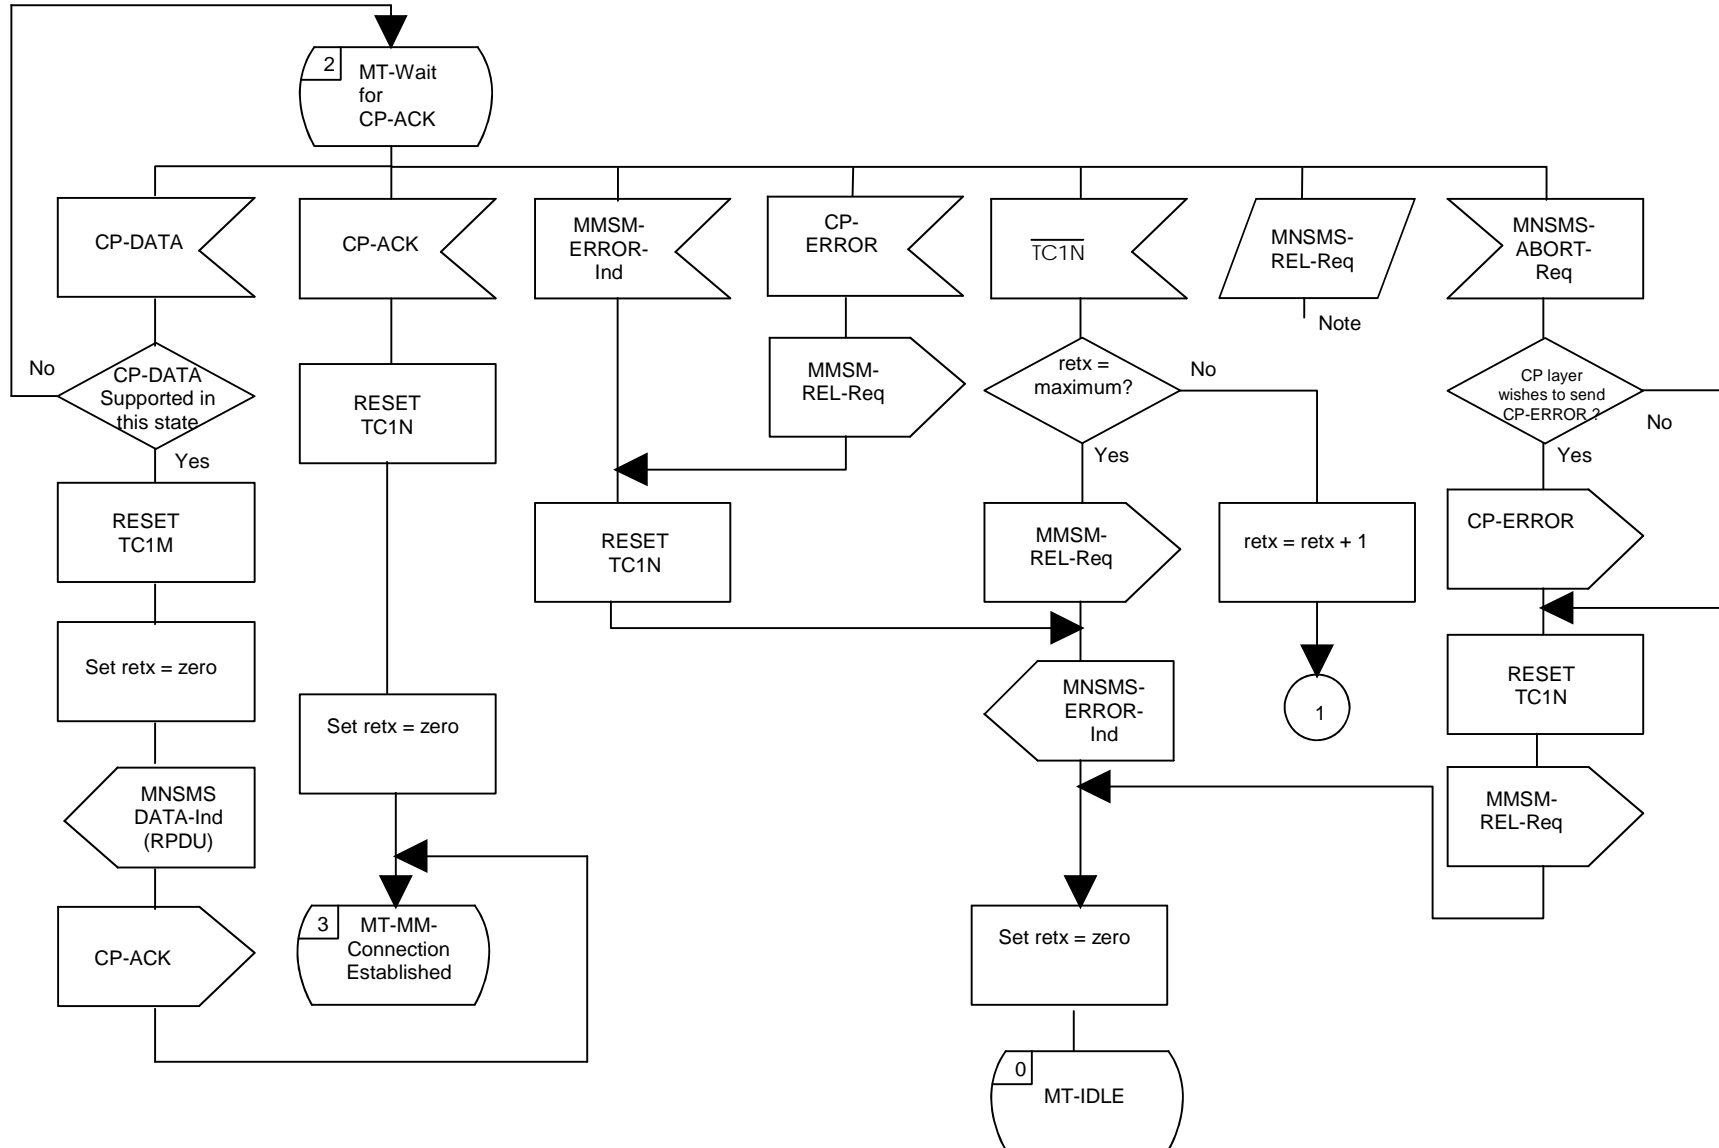 2
MT-Wait
for
CP-ACK
CP-DATA
CP-ACK
MMSM-
ERROR-
Ind
CP-
ERROR
TC1N
MNSMS-
REL-Req
Note
MNSMS-
ABORT-
Req
No
CP-DATA
Supported in
this state
Yes
RESET
TC1N
MMSM-
REL-Req
retx =
maximum?
No
Yes
CP layer
wishes to send
CP-ERROR ?
No
Yes
RESET
TC1M
RESET
TC1N
MMSM-
REL-Req
retx = retx + 1
CP-ERROR
Set retx = zero
Set retx = zero
MNSMS-
ERROR-
Ind
1
RESET
TC1N
MNSMS
DATA-Ind
(RPDU)
MMSM-
REL-Req
CP-ACK
3
MT-MM-
Connection
Established
Set retx = zero
0
MT-IDLE